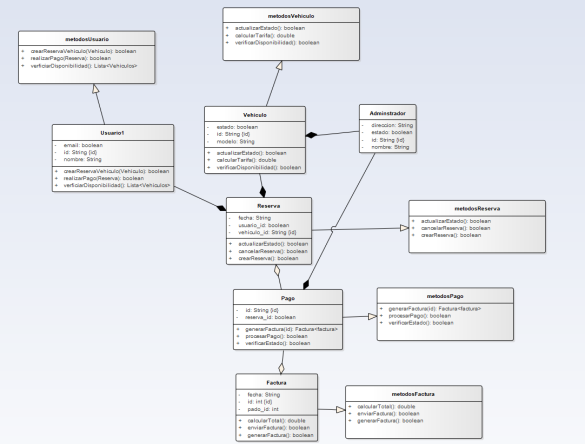 metodosVehiculo
+ actualizarEstado(): boolean
+ calcularTarifa(): double
+ verificarDisponibilidad(): boolean
metodosUsuario
+ crearReservaVehiculo(Vehiculo): boolean
+ realizarPago(Reserva): boolean
+ verficiarDisponibilidad(): Lista<Vehiculos>
Vehiculo
- estado: boolean
- id: String {id}
- modelo: String
+ actualizarEstado(): boolean
+ calcularTarifa(): double
+ verificarDisponibilidad(): boolean
Adminstrador
- direccion: String
- estado: boolean
- id: String {id}
- nombre: String
Usuario1
- email: boolean
- id: String {id}
- nombre: String
+ crearReservaVehiculo(Vehiculo): boolean
+ realizarPago(Reserva): boolean
+ verficiarDisponibilidad(): Lista<Vehiculos>
Reserva
- fecha: String
- usuario_id: boolean
- vehiculo_id: String {id}
+ actualizarEstado(): boolean
+ cancelarReserva(): boolean
+ crearReserva(): boolean
metodosReserva
+ actualizarEstado(): boolean
+ cancelarReserva(): boolean
+ crearReserva(): boolean
Pago
- id: String {id}
- reserva_id: boolean
+ generarFactura(id): Factura<factura>
+ procesarPago(): boolean
+ verificarEstado(): boolean
metodosPago
+ generarFactura(id): Factura<factura>
+ procesarPago(): boolean
+ verificarEstado(): boolean
Factura
- fecha: String
- id: int {id}
- pado_id: int
+ calcularTotal(): double
+ enviarFactura(): boolean
+ generarFactura(): boolean
metodosFactura
+ calcularTotal(): double
+ enviarFactura(): boolean
+ generarFactura(): boolean